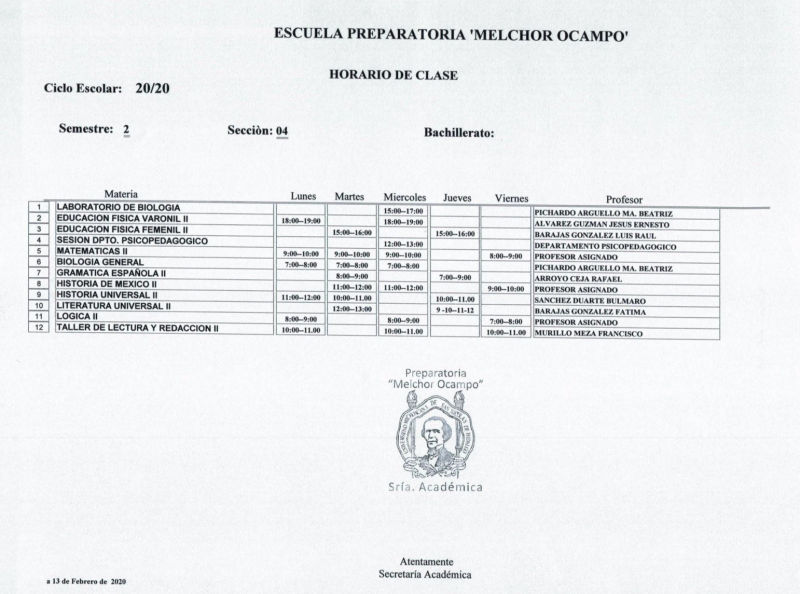 ESCUELA PREPARATORIA 'MELCHOR OCAMPO'
HORARIO DE CLASE
Ciclo Escolar: 20/20
Semestre: 2 Secciòn: 04 Bachillerato:
Materia Lunes Martes Miercoles Jueves Viernes Profesor
1 LABORATORIO DE BIOLOGIA 15:00--17:00 PICHARDO ARGUELLO MA. BEATRIZ
2 EDUCACION FISICA VARONIL II 18:00--19:00 18:00--19:00 ALVAREZ GUZMAN JESUS ERNESTO
3 EDUCACION FISICA FEMENIL II 15:00--16:00 15:00--16:00 BARAJAS GONZALEZ LUIS RAUL
4 SESION DPTO. PSICOPEDAGOGICO 12:00--13:00 DEPARTAMENTO PSICOPEDAGOGICO
5 MATEMATICAS II 9:00--10:00 9:00--10:00 9:00--10:00 8:00--9:00 PROFESOR ASIGNADO
6 BIOLOGIA GENERAL 7:00--8:00 7:00--8:00 7:00--8:00 PICHARDO ARGUELLO MA. BEATRIZ
7 GRAMATICA ESPAÑOLA II 8:00--9:00 7:00--9:00 ARROYO CEJA RAFAEL
8 HISTORIA DE MEXICO II 11:00--12:00 11:00--12:00 9:00--10:00 PROFESOR ASIGNADO
9 HISTORIA UNIVERSAL II 11:00--12:00 10:00--11.00 10:00--11.00 SANCHEZ DUARTE BULMARO
10 LITERATURA UNIVERSAL II 12:00--13:00 9 -10--11-12 BARAJAS GONZALEZ FATIMA
11 LOGICA II 8:00--9:00 8:00--9:00 7:00--8:00 PROFESOR ASIGNADO
12 TALLER DE LECTURA Y REDACCION II 10:00--11.00 10:00--11.00 10:00--11.00 MURILLO MEZA FRANCISCO
Preparatoria
"Melchor Ocampo"
Sría. Académica
Atentamente
Secretaría Académica
a 13 de Febrero de 2020